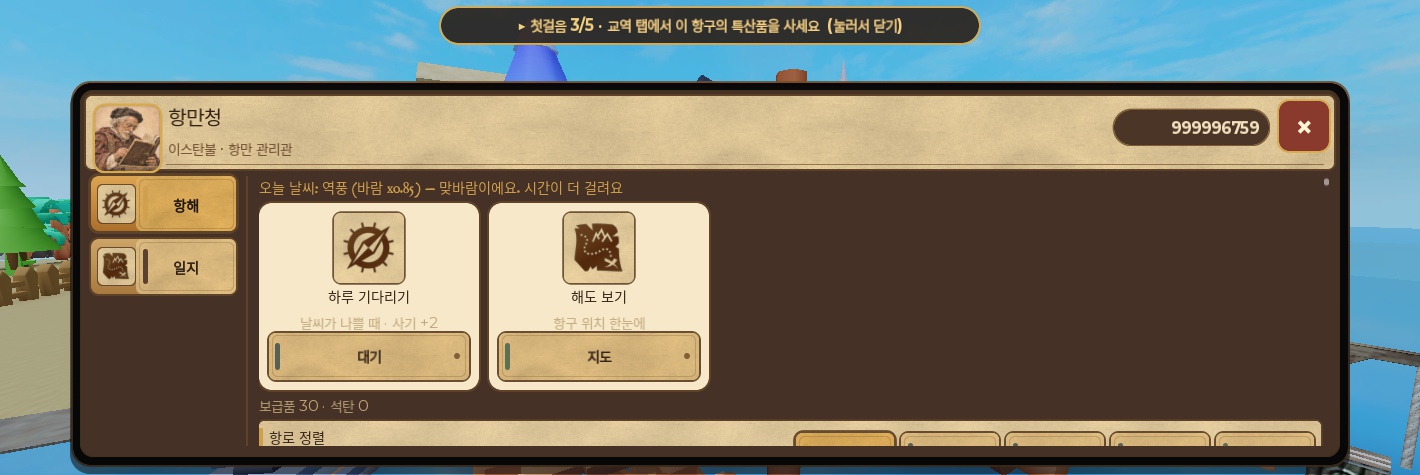 ▸ 첫걸음 3/5 · 교역 탭에서 이 항구의 특산품을 사세요 (눌러서 닫기)
항만청
이스탄불 · 항만 관리관
999996759
×
항해
일지
오늘 날씨: 역풍 (바람 x0.85) — 맞바람이에요. 시간이 더 걸려요
하루 기다리기
날씨가 나쁠 때 · 사기 +2
대기
해도 보기
항구 위치 한눈에
지도
보급품 30 · 석탄 0
항로 정렬